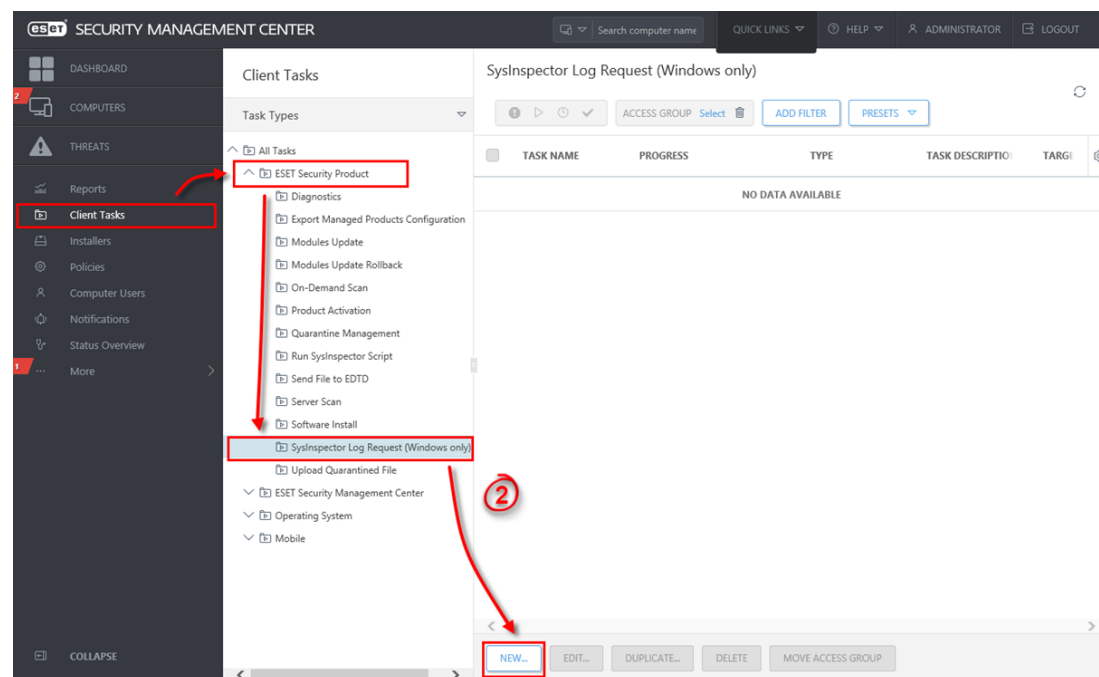 eset SECURITY MANAGEMENT CENTER
Search computer name
QUICK LINKS
HELP
ADMINISTRATOR
LOGOUT
DASHBOARD
2
COMPUTERS
THREATS
Reports
Client Tasks
Installers
Policies
Computer Users
Notifications
Status Overview
1
More
COLLAPSE
Client Tasks
Task Types
All Tasks
ESET Security Product
Diagnostics
Export Managed Products Configuration
Modules Update
Modules Update Rollback
On-Demand Scan
Product Activation
Quarantine Management
Run SysInspector Script
Send File to EDTD
Server Scan
Software Install
SysInspector Log Request (Windows only)
Upload Quarantined File
ESET Security Management Center
Operating System
Mobile
SysInspector Log Request (Windows only)
ACCESS GROUP Select
ADD FILTER
PRESETS
TASK NAME PROGRESS TYPE TASK DESCRIPTIO TARGE
NO DATA AVAILABLE
2
NEW... EDIT... DUPLICATE... DELETE MOVE ACCESS GROUP